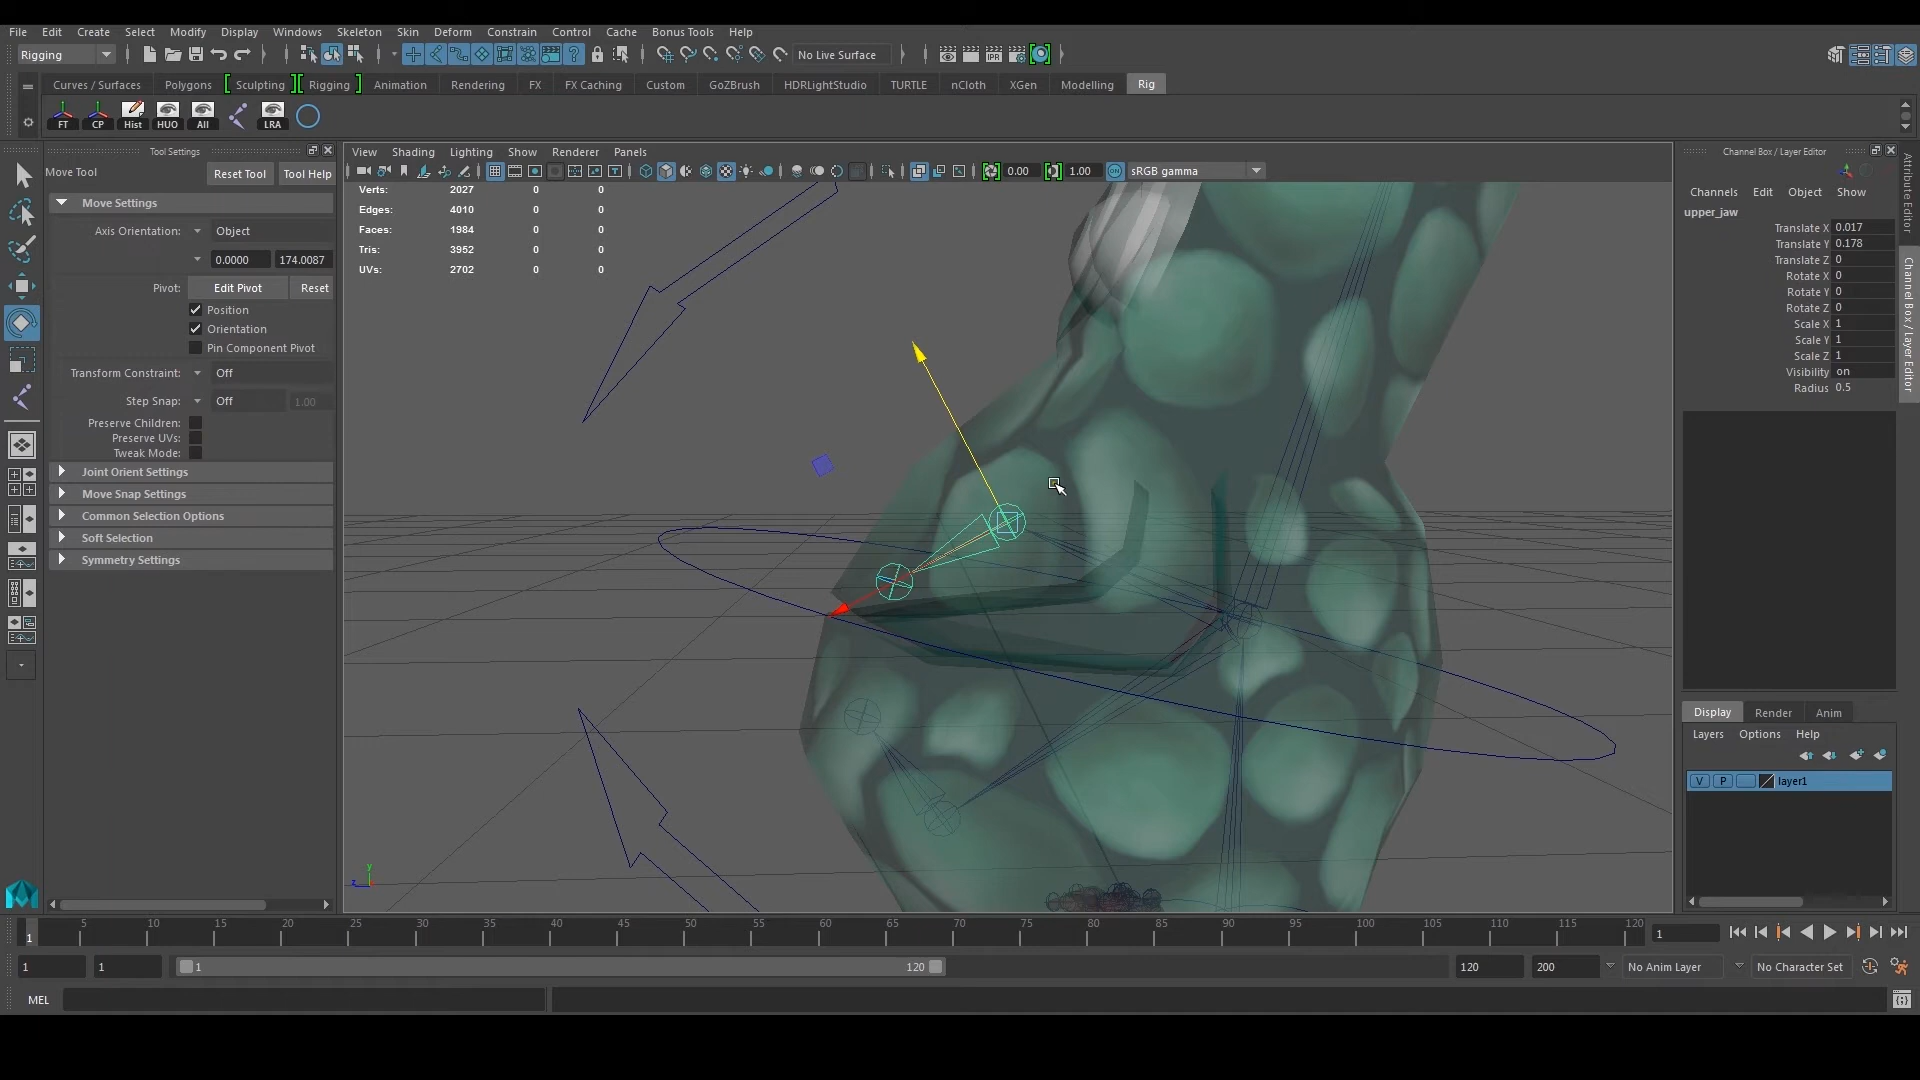 File Edit Create Select Modify Display Windows Skeleton Skin Deform Constrain Control Cache Bonus Tools Help
Rigging No Live Surface
Curves / Surfaces Polygons Sculpting Rigging Animation Rendering FX FX Caching Custom GoZBrush HDRLightStudio TURTLE nCloth XGen Modelling Rig
FT CP Hist HUO All LRA
Tool Settings
Move Tool Reset Tool Tool Help
Move Settings
Axis Orientation: Object
0.0000 174.0087
Pivot: Edit Pivot Reset
Position
Orientation
Pin Component Pivot
Transform Constraint: Off
Step Snap: Off 1.00
Preserve Children:
Preserve UVs:
Tweak Mode:
Joint Orient Settings
Move Snap Settings
Common Selection Options
Soft Selection
Symmetry Settings
View Shading Lighting Show Renderer Panels
0.00 1.00 sRGB gamma
Verts: 2027 0 0
Edges: 4010 0 0
Faces: 1984 0 0
Tris: 3952 0 0
UVs: 2702 0 0
y
z
Channel Box / Layer Editor
Channels Edit Object Show
upper_jaw
Translate X 0.017
Translate Y 0.178
Translate Z 0
Rotate X 0
Rotate Y 0
Rotate Z 0
Scale X 1
Scale Y 1
Scale Z 1
Visibility on
Radius 0.5
Attribute Editor
Channel Box / Layer Editor
Display Render Anim
Layers Options Help
V P layer1
1 5 10 15 20 25 30 35 40 45 50 55 60 65 70 75 80 85 90 95 100 105 110 115 120 1
1 1 1 120 120 200 No Anim Layer No Character Set
MEL